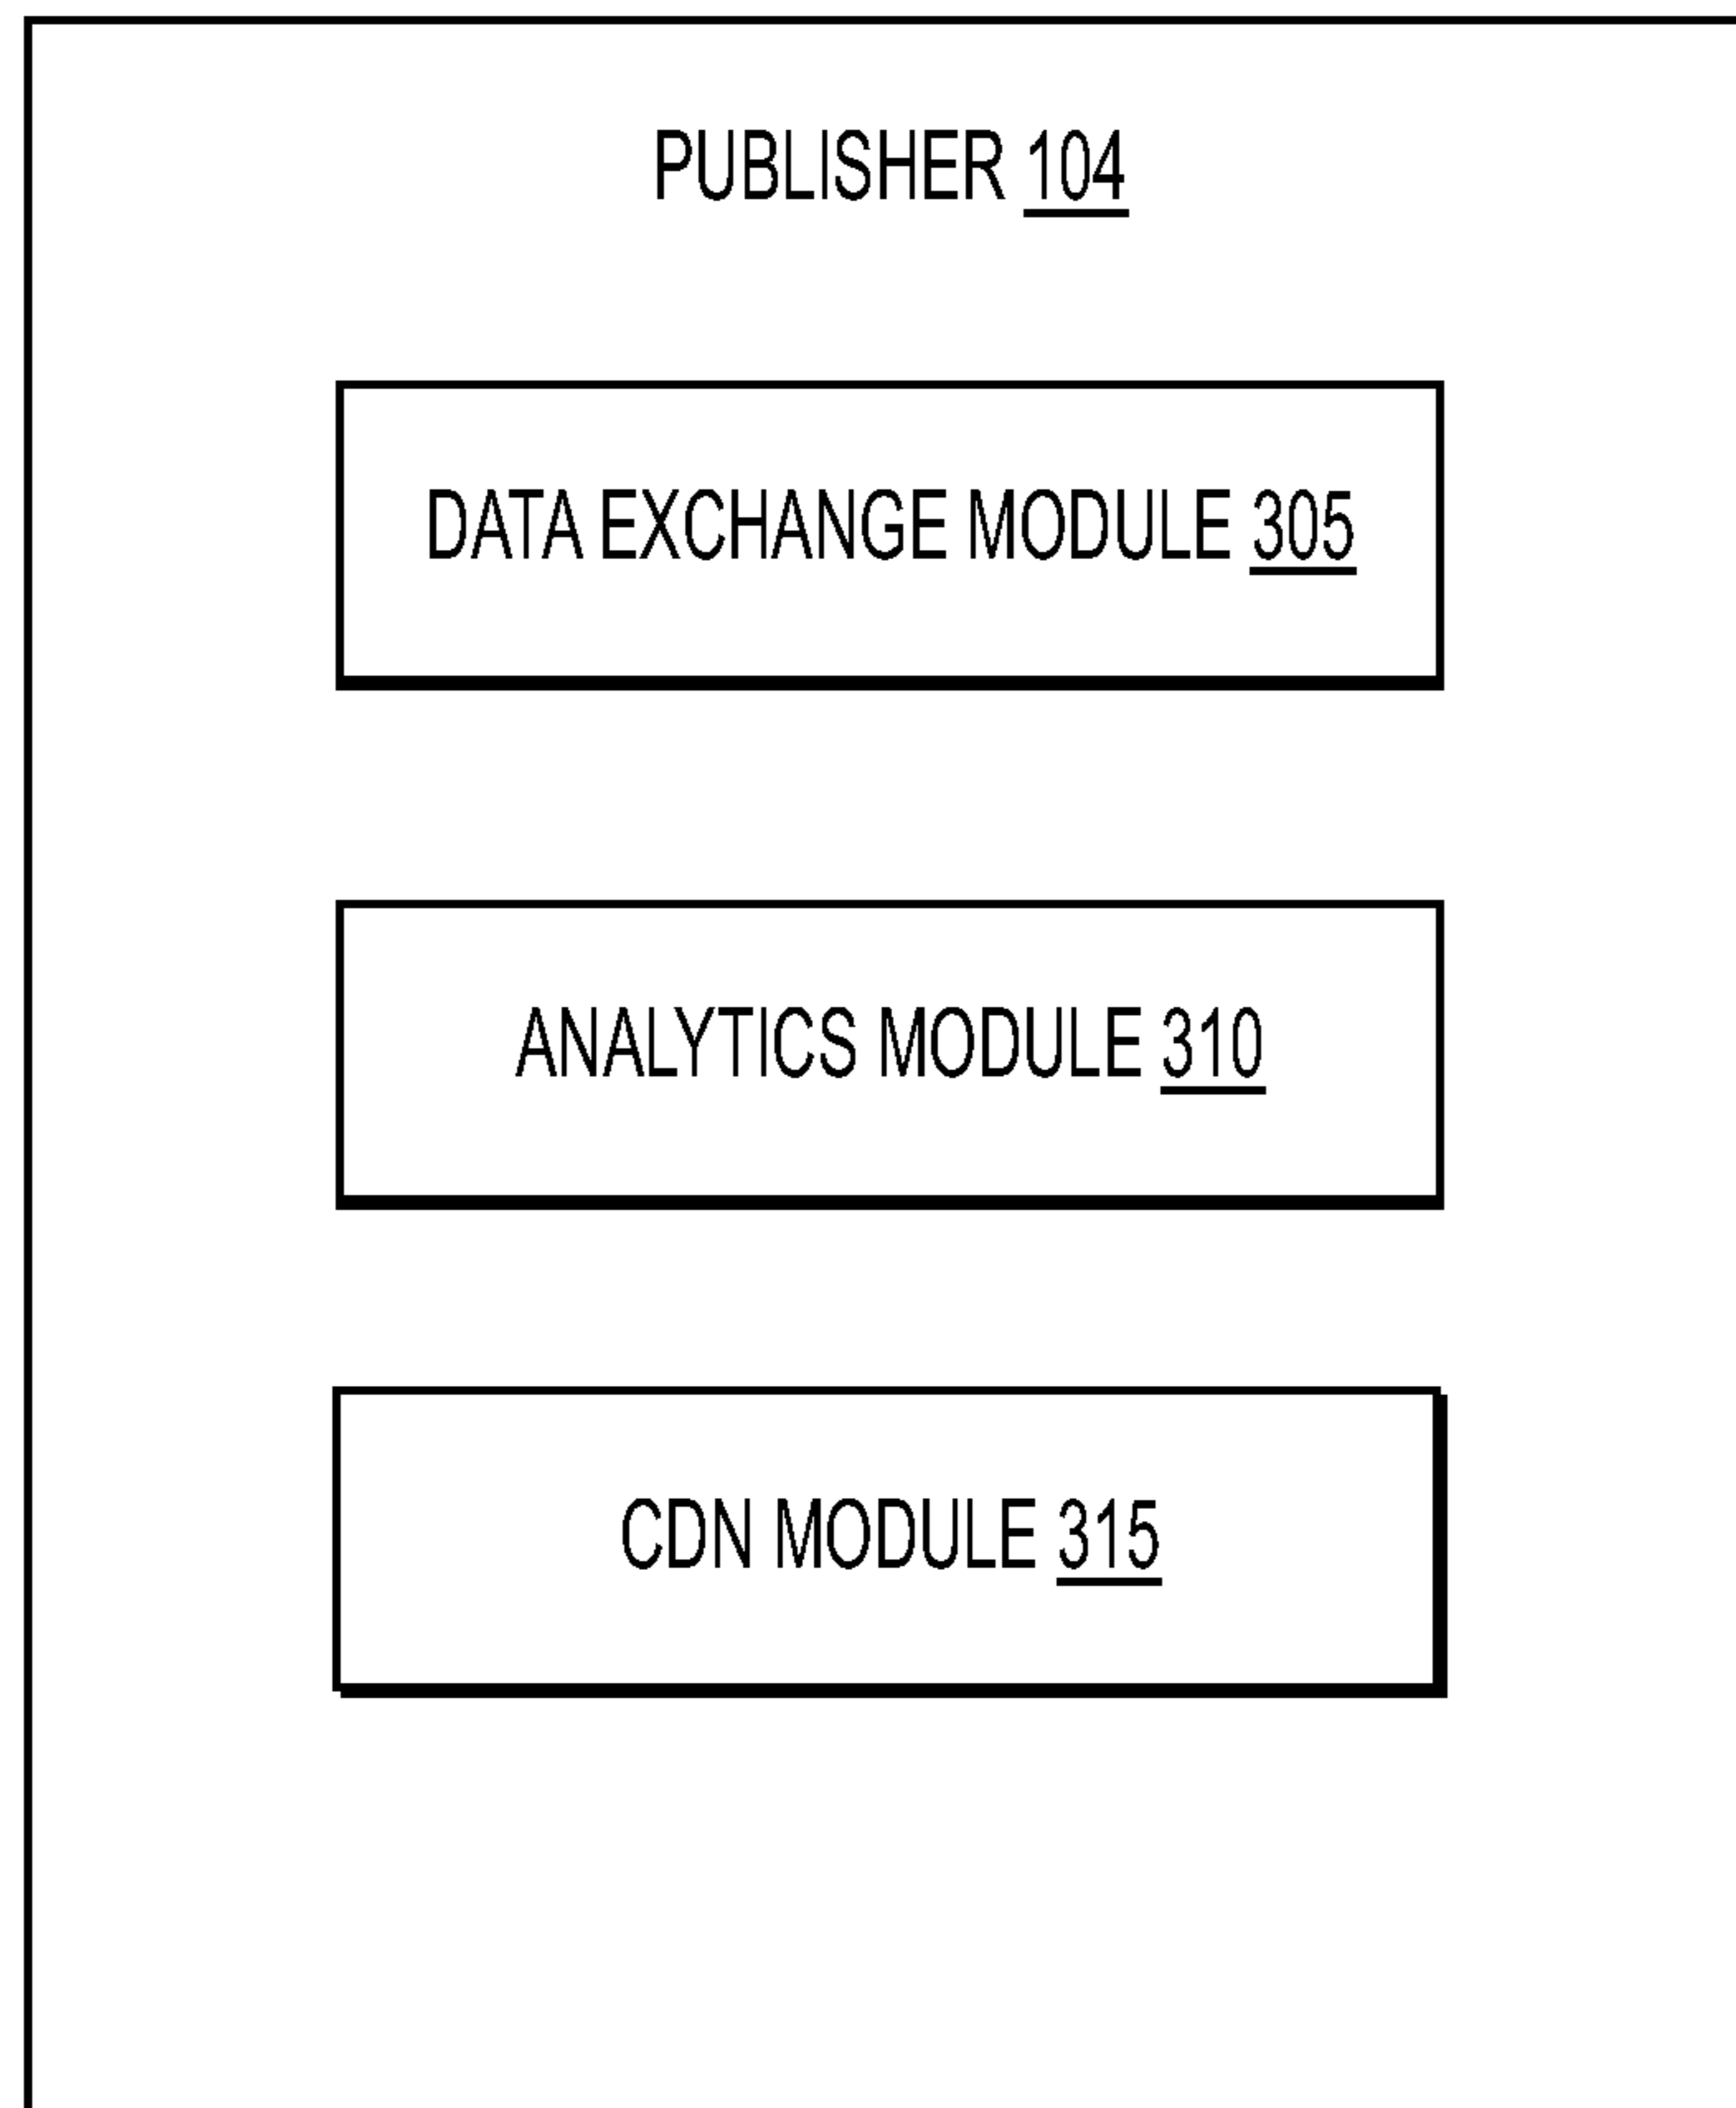 PUBLISHER 104
DATA EXCHANGE MODULE 305
ANALYTICS MODULE 310
CDN MODULE 315